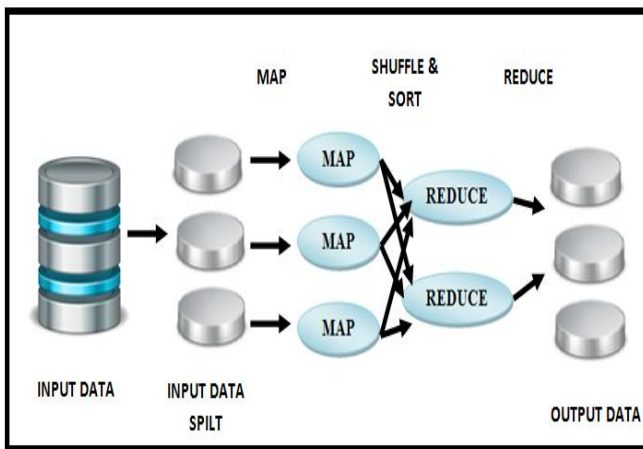 MAP
SHUFFLE &
SORT
REDUCE
MAP
MAP
MAP
REDUCE
REDUCE
INPUT DATA
INPUT DATA
SPILT
OUTPUT DATA